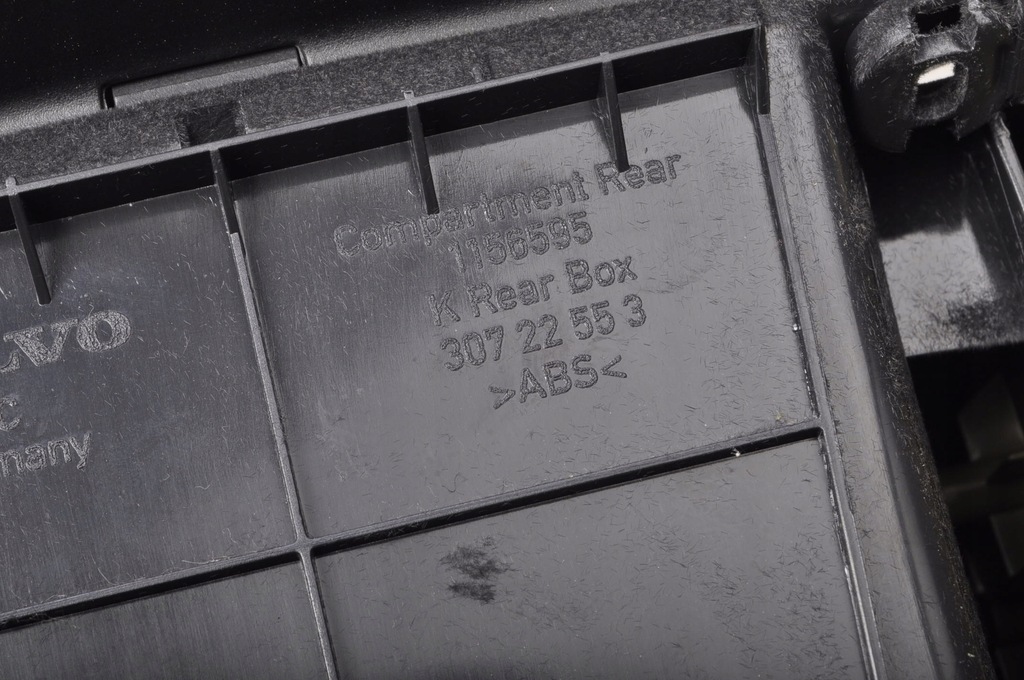 Compartment Rear
1156595
K Rear Box
307 22 55 3
>ABS<
LVO
C
many